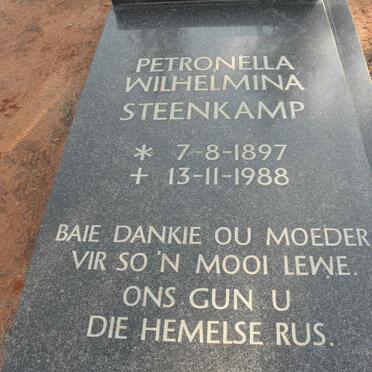 PETRONELLA
WILHELMINA
STEENKAMP
* 7-8-1897
+ 13-11-1988
BAIE DANKIE OU MOEDER
VIR SO 'N MOOI LEWE.
ONS GUN U
DIE HEMELSE RUS.